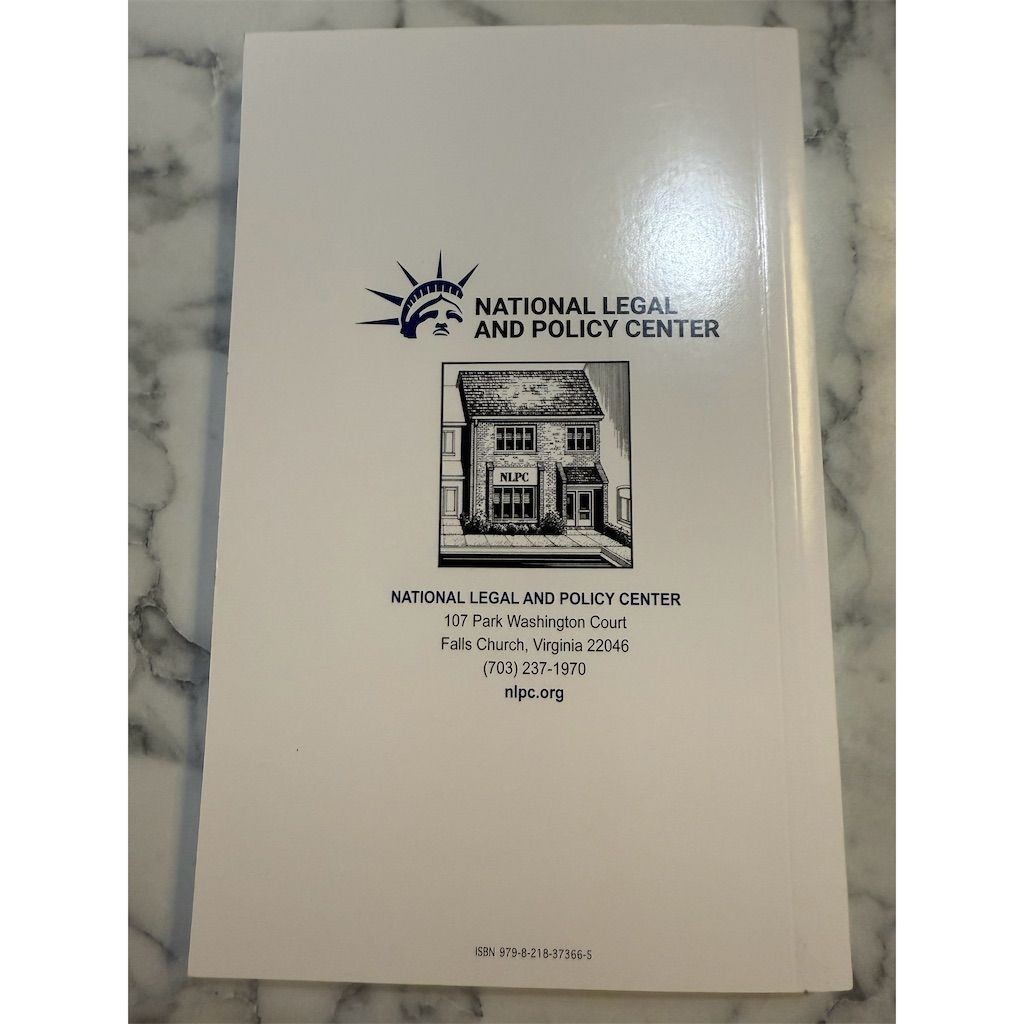 NATIONAL LEGAL
AND POLICY CENTER
NLPC
NATIONAL LEGAL AND POLICY CENTER
107 Park Washington Court
Falls Church, Virginia 22046
(703) 237-1970
nlpc.org
ISBN 979-8-218-37366-5